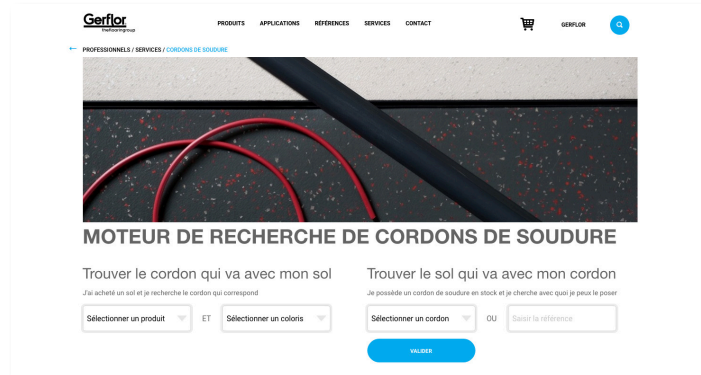 Gerflor
theflooringgroup
PRODUITS APPLICATIONS RÉFÉRENCES SERVICES CONTACT
GERFLOR
← PROFESSIONNELS / SERVICES / CORDONS DE SOUDURE
MOTEUR DE RECHERCHE DE CORDONS DE SOUDURE
Trouver le cordon qui va avec mon sol
J'ai acheté un sol et je recherche le cordon qui correspond
Sélectionner un produit ET Sélectionner un coloris
Trouver le sol qui va avec mon cordon
Je possède un cordon de soudure en stock et je cherche avec quoi je peux le poser
Sélectionner un cordon OU Saisir la référence
VALIDER